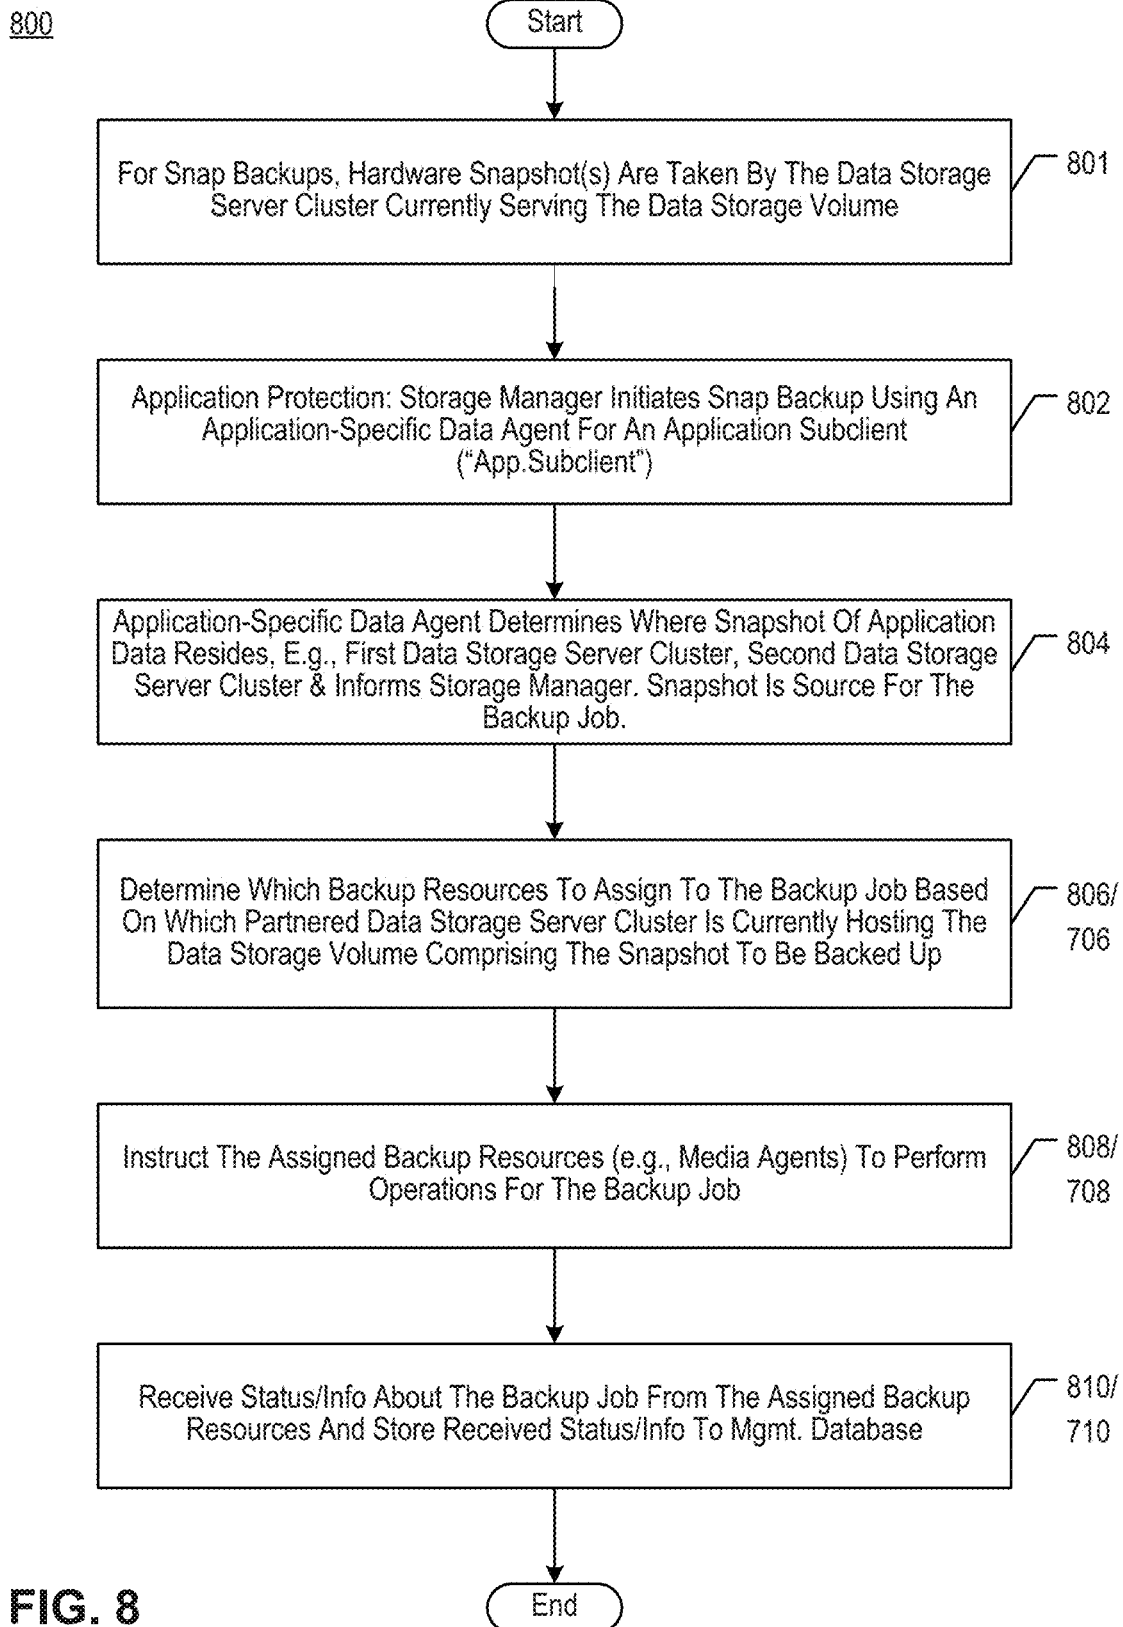 800
Start
For Snap Backups, Hardware Snapshot(s) Are Taken By The Data Storage
Server Cluster Currently Serving The Data Storage Volume
801
Application Protection: Storage Manager Initiates Snap Backup Using An
Application-Specific Data Agent For An Application Subclient
(“App.Subclient”)
802
Application-Specific Data Agent Determines Where Snapshot Of Application
Data Resides, E.g., First Data Storage Server Cluster, Second Data Storage
Server Cluster & Informs Storage Manager. Snapshot Is Source For The
Backup Job.
804
Determine Which Backup Resources To Assign To The Backup Job Based
On Which Partnered Data Storage Server Cluster Is Currently Hosting The
Data Storage Volume Comprising The Snapshot To Be Backed Up
806/
706
Instruct The Assigned Backup Resources (e.g., Media Agents) To Perform
Operations For The Backup Job
808/
708
Receive Status/Info About The Backup Job From The Assigned Backup
Resources And Store Received Status/Info To Mgmt. Database
810/
710
End
FIG. 8